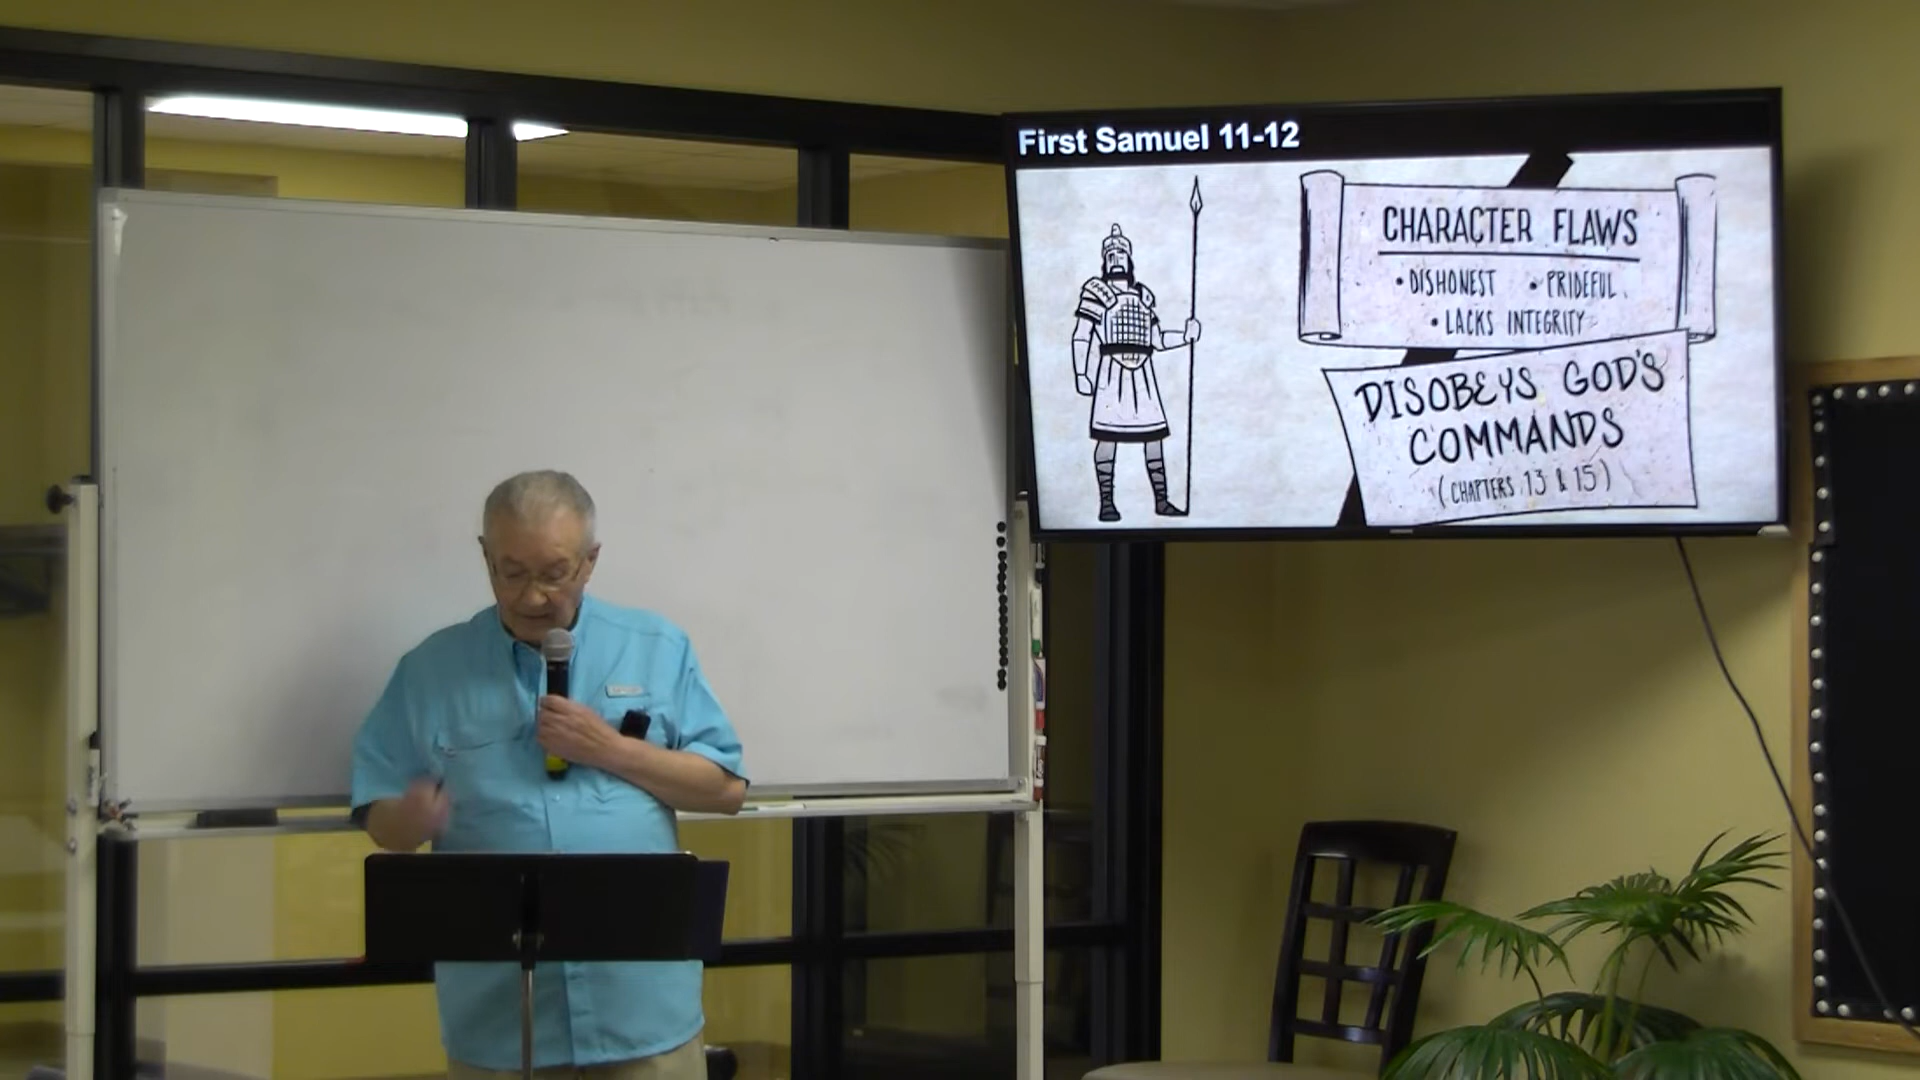 First Samuel 11-12
CHARACTER FLAWS
• DISHONEST • PRIDEFUL
• LACKS INTEGRITY
DISOBEYS GOD'S
COMMANDS
(CHAPTERS 13 & 15)